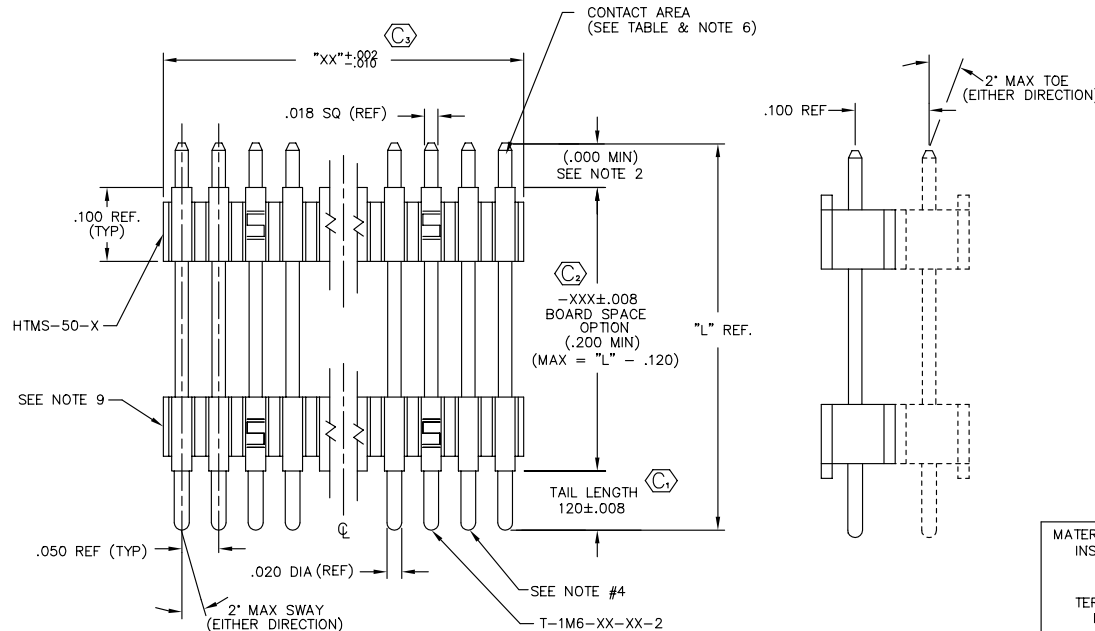 CONTACT AREA
(SEE TABLE & NOTE 6)
C3
"XX"+.002
-.010
2° MAX TOE
(EITHER DIRECTION)
.018 SQ (REF)
.100 REF
(.000 MIN)
SEE NOTE 2
.100 REF.
(TYP)
C2
-XXX±.008
BOARD SPACE
OPTION
(.200 MIN)
(MAX = "L" - .120)
"L" REF.
HTMS-50-X
SEE NOTE 9
C1
TAIL LENGTH
120±.008
℄
.050 REF (TYP)
.020 DIA (REF)
SEE NOTE #4
2° MAX SWAY
(EITHER DIRECTION)
T-1M6-XX-XX-2
MATER
INS
TER